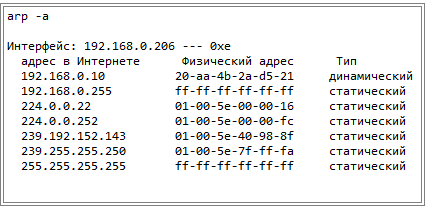 arp -a
Интерфейс: 192.168.0.206 --- 0xe
адрес в Интернете Физический адрес Тип
192.168.0.10 20-aa-4b-2a-d5-21 динамический
192.168.0.255 ff-ff-ff-ff-ff-ff статический
224.0.0.22 01-00-5e-00-00-16 статический
224.0.0.252 01-00-5e-00-00-fc статический
239.192.152.143 01-00-5e-40-98-8f статический
239.255.255.250 01-00-5e-7f-ff-fa статический
255.255.255.255 ff-ff-ff-ff-ff-ff статический